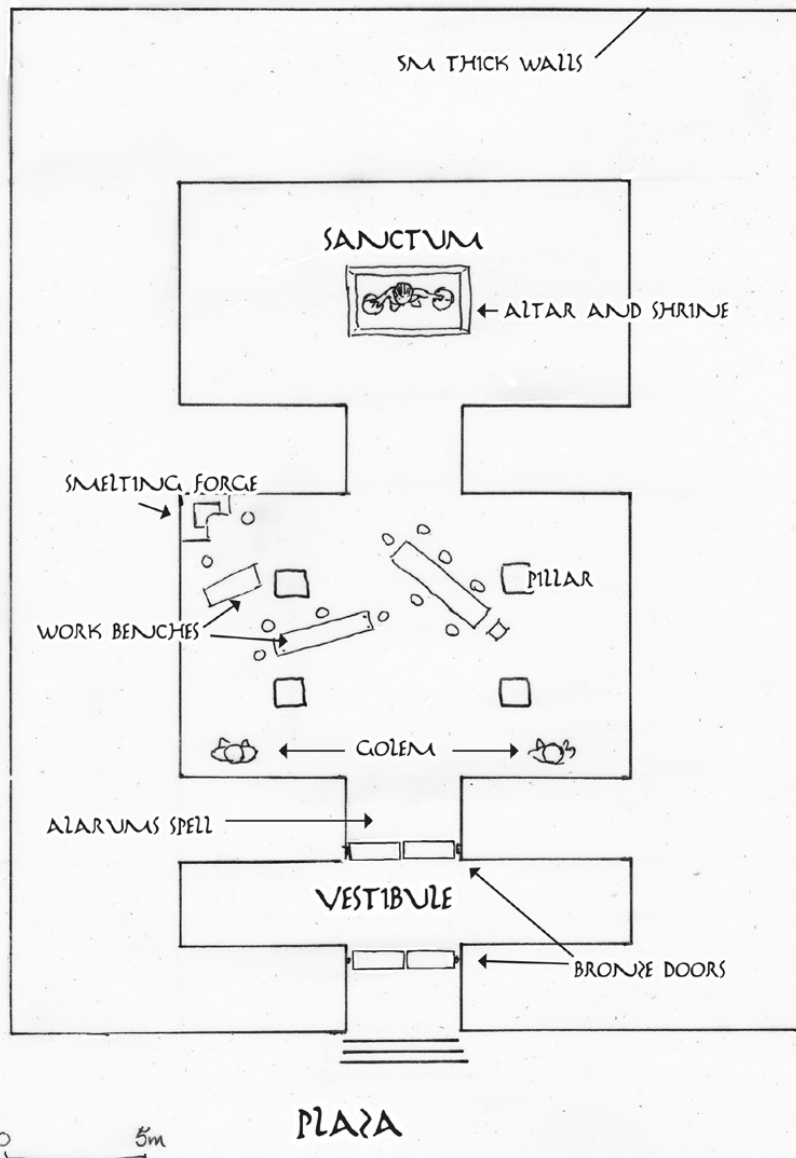 5M THICK WALLS
SANCTUM
ALTAR AND SHRINE
SMELTING FORGE
PILLAR
WORK BENCHES
GOLEM
ALARUMS SPELL
VESTIBULE
BRONZE DOORS
PLAZA
0 5m